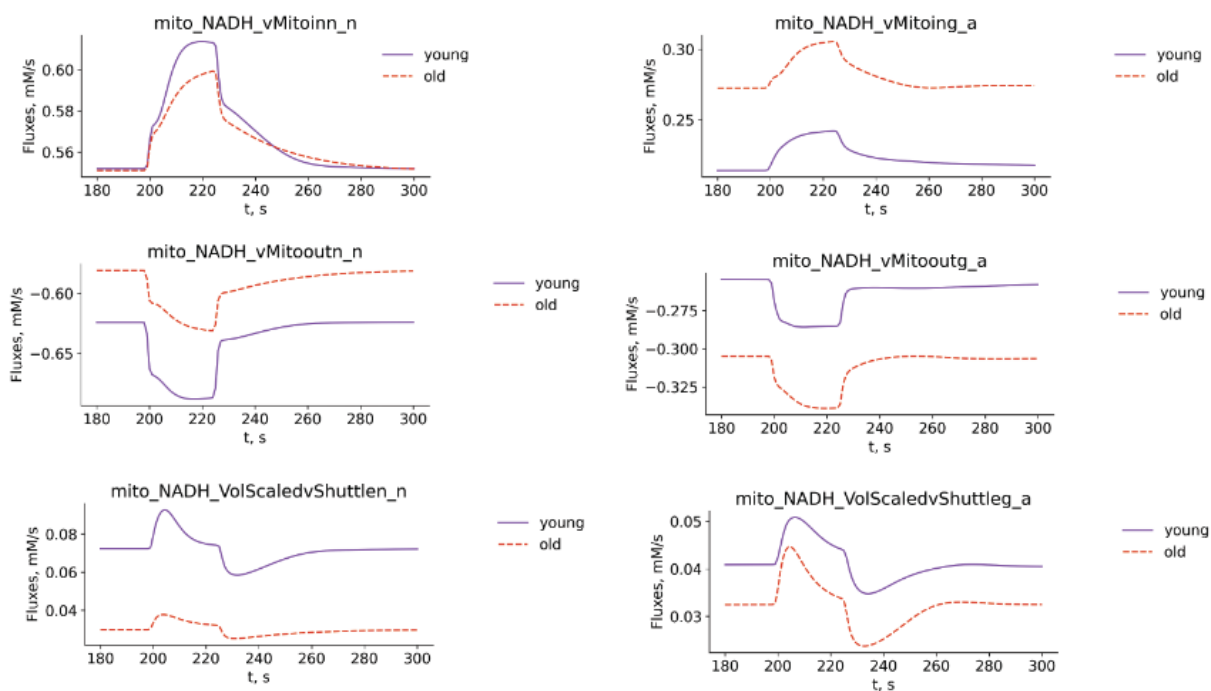 mito_NADH_vMitoinn_n
Fluxes, mM/s
0.60
0.56
180 200 220 240 260 280 300
t, s
young
old
mito_NADH_vMitoing_a
Fluxes, mM/s
0.30
0.25
180 200 220 240 260 280 300
t, s
young
old
mito_NADH_vMitooutn_n
Fluxes, mM/s
−0.60
−0.65
180 200 220 240 260 280 300
t, s
young
old
mito_NADH_vMitooutg_a
Fluxes, mM/s
−0.275
−0.300
−0.325
180 200 220 240 260 280 300
t, s
young
old
mito_NADH_VolScaledvShuttlen_n
Fluxes, mM/s
0.08
0.06
0.04
180 200 220 240 260 280 300
t, s
young
old
mito_NADH_VolScaledvShuttleg_a
Fluxes, mM/s
0.05
0.04
0.03
180 200 220 240 260 280 300
t, s
young
old